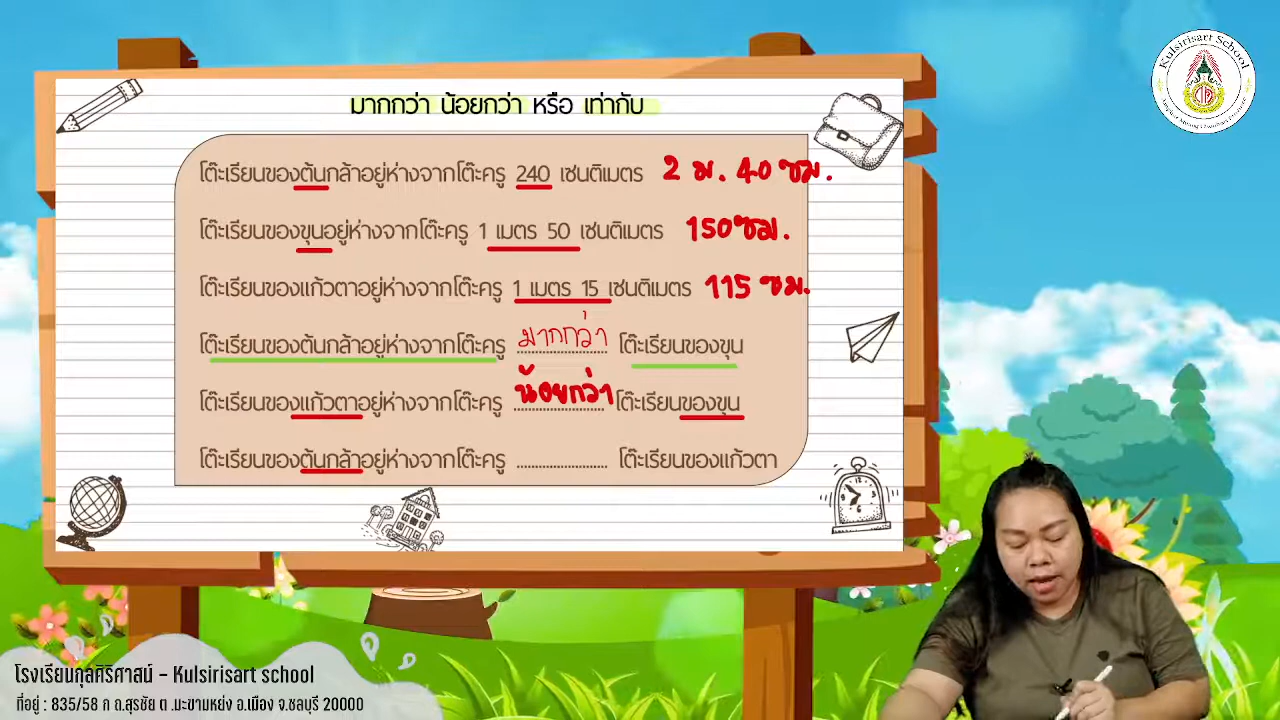 มากกว่า น้อยกว่า หรือ เท่ากับ
Kulsirisart School
โต๊ะเรียนของต้นกล้าอยู่ห่างจากโต๊ะครู 240 เซนติเมตร 2 ม. 40 ซม.
โต๊ะเรียนของขุนอยู่ห่างจากโต๊ะครู 1 เมตร 50 เซนติเมตร 150 ซม.
โต๊ะเรียนของแก้วตาอยู่ห่างจากโต๊ะครู 1 เมตร 15 เซนติเมตร 115 ซม.
โต๊ะเรียนของต้นกล้าอยู่ห่างจากโต๊ะครู มากกว่า โต๊ะเรียนของขุน
โต๊ะเรียนของแก้วตาอยู่ห่างจากโต๊ะครู น้อยกว่า โต๊ะเรียนของขุน
โต๊ะเรียนของต้นกล้าอยู่ห่างจากโต๊ะครู ....................... โต๊ะเรียนของแก้วตา
โรงเรียนกุลศิริศาสน์ - Kulsirisart school
ที่อยู่ : 835/58 ก ถ.สุรชัย ต.มะขามหย่ง อ.เมือง จ.ชลบุรี 20000